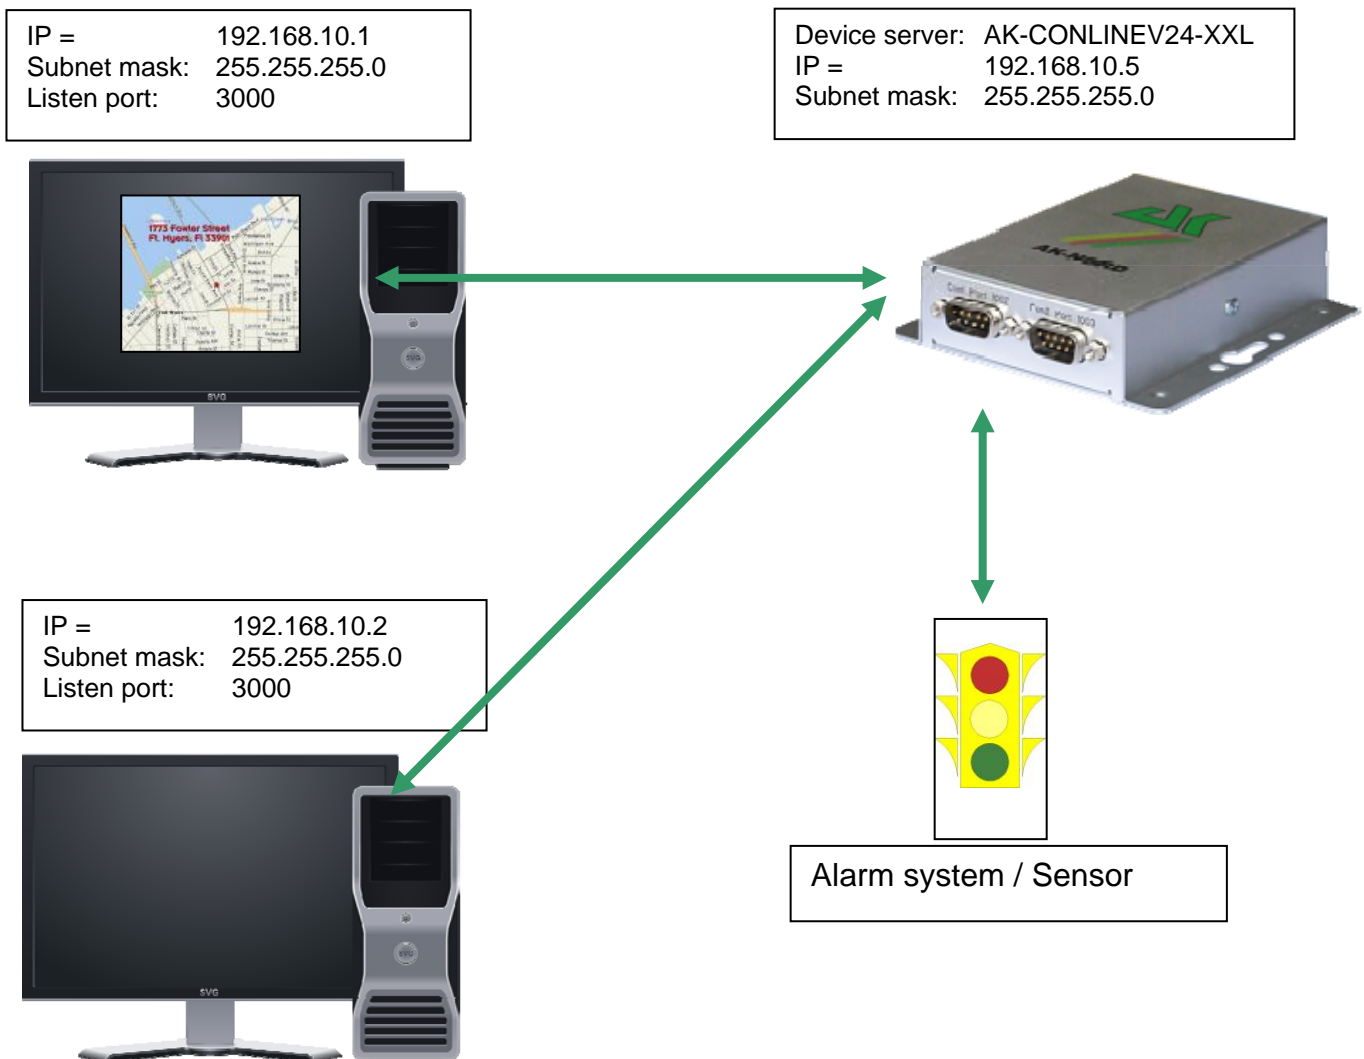 IP = 192.168.10.1
Subnet mask: 255.255.255.0
Listen port: 3000
Device server: AK-CONLINEV24-XXL
IP = 192.168.10.5
Subnet mask: 255.255.255.0
1773 Fowler Street
Ft. Myers, Fl 33901
SVG
SVG
IP = 192.168.10.2
Subnet mask: 255.255.255.0
Listen port: 3000
Alarm system / Sensor
SVG
SVG